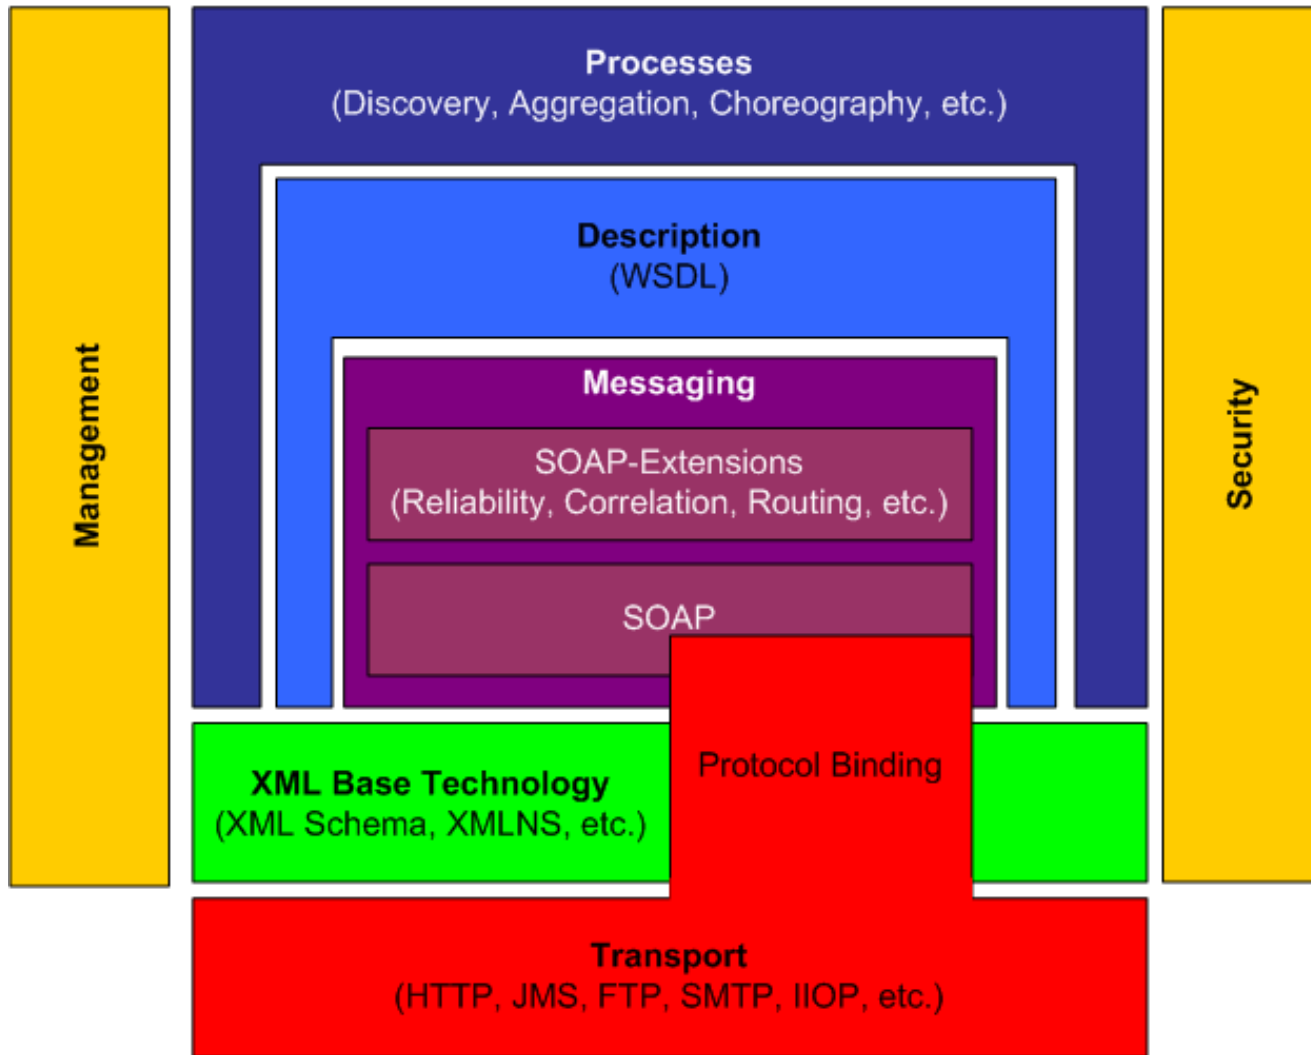 Processes
(Discovery, Aggregation, Choreography, etc.)
Description
(WSDL)
Management
Messaging
Security
SOAP-Extensions
(Reliability, Correlation, Routing, etc.)
SOAP
Protocol Binding
XML Base Technology
(XML Schema, XMLNS, etc.)
Transport
(HTTP, JMS, FTP, SMTP, IIOP, etc.)